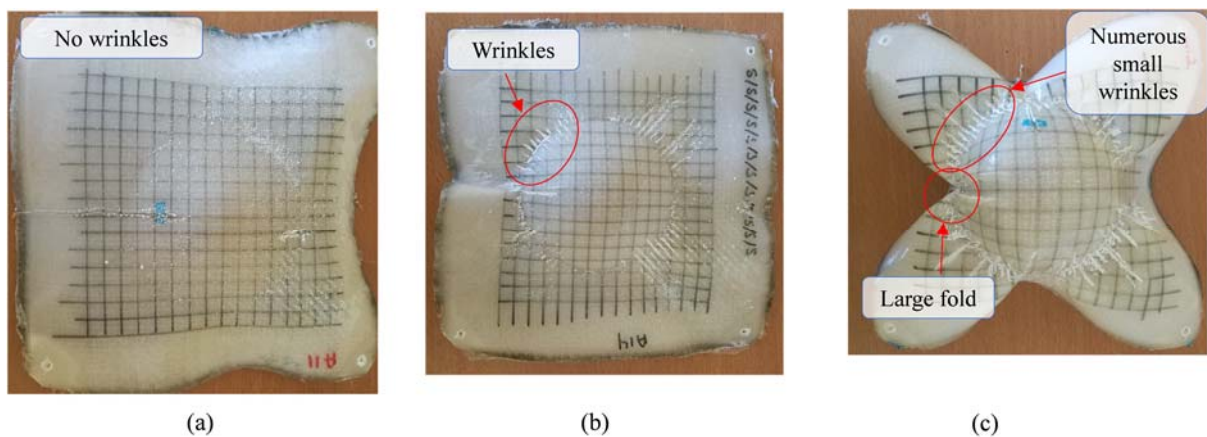 No wrinkles
Wrinkles
Numerous
small
wrinkles
Large fold
A11
A14
(a)
(b)
(c)